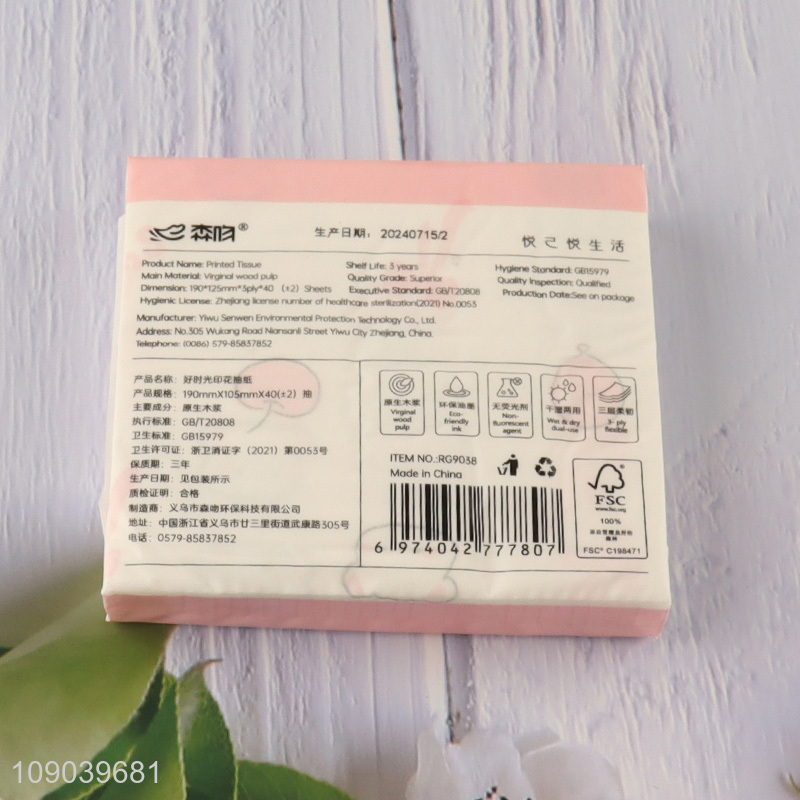 森吻®
生产日期： 20240715/2
悦己悦生活
Product Name: Printed Tissue
Shelf Life: 3 years
Hygiene Standard: GB15979
Main Material: Virginal wood pulp
Quality Grade: Superior
Quality Inspection: Qualified
Dimension: 190*125mm*3ply*40 (±2) Sheets
Executive Standard: GB/T20808
Production Date:See on package
Hygienic License: Zhejiang license number of healthcare sterilization(2021) No.0053
Manufacturer: Yiwu Senwen Environmental Protection Technology Co., Ltd.
Address: No.305 Wukang Road Niansanli Street Yiwu City Zhejiang, China.
Telephone: (0086) 579-85837852
产品名称： 好时光印花抽纸
产品规格： 190mmX105mmX40(±2) 抽
主要成分： 原生木浆
执行标准： GB/T20808
卫生标准： GB15979
卫生许可证： 浙卫消证字（2021）第0053号
保质期： 三年
生产日期： 见包装所示
质检证明： 合格
制造商： 义乌市森吻环保科技有限公司
地址： 中国浙江省义乌市廿三里街道武康路305号
电话： 0579-85837852
原生木浆
Virginal
wood
pulp
环保油墨
Eco-
friendly
ink
无荧光剂
Non-
fluorescent
agent
干湿两用
Wet & dry
dual-use
三层柔韧
3- ply
flexible
ITEM NO.:RG9038
Made in China
6 974042 777807
FSC
www.fsc.org
100%
FSC® C198471
109039681